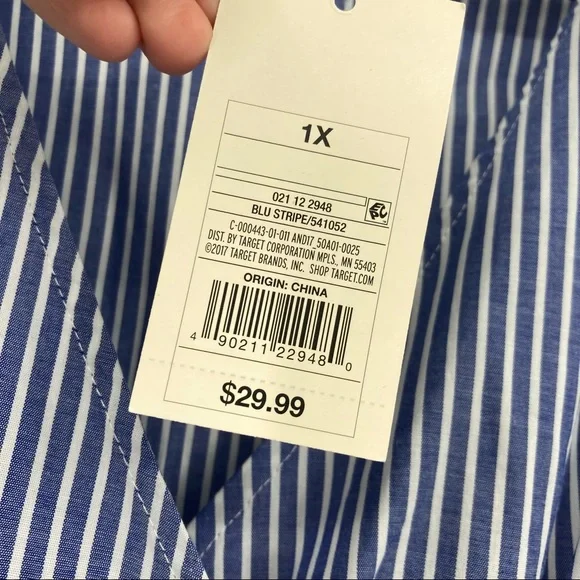 1X
021 12 2948
BLU STRIPE/541052
C-000443-01-011 AND17_50A01-0025
DIST. BY TARGET CORPORATION MPLS., MN 55403
©2017 TARGET BRANDS, INC. SHOP TARGET.COM
ORIGIN: CHINA
4 90211 22948 0
$29.99